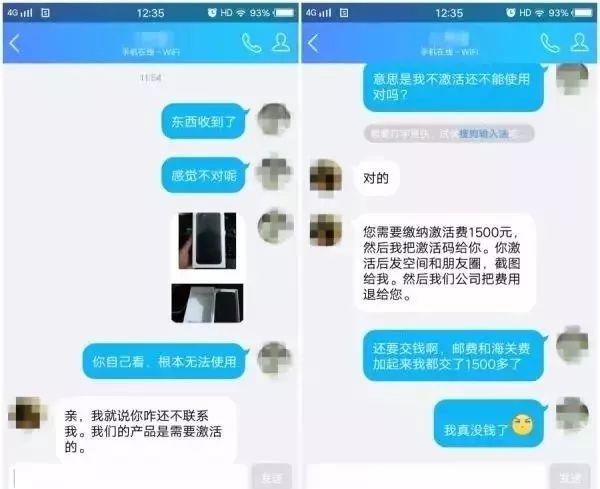 4G 12:35 HD 93%
手机在线 - WiFi
11:54
东西收到了
感觉不对呢
你自己看，根本无法使用
亲，我就说你咋还不联系
我。我们的产品是需要激活
的。
发送
4G 12:35 HD 93%
手机在线 - WiFi
意思是我不激活还不能使用
对吗？
搜狗输入法
对的
您需要缴纳激活费1500元，
然后我把激活码给你。你激
活后发空间和朋友圈，截图
给我。然后我们公司把费用
退给您。
还要交钱啊，邮费和海关费
加起来我都交了1500多了
我真没钱了
发送